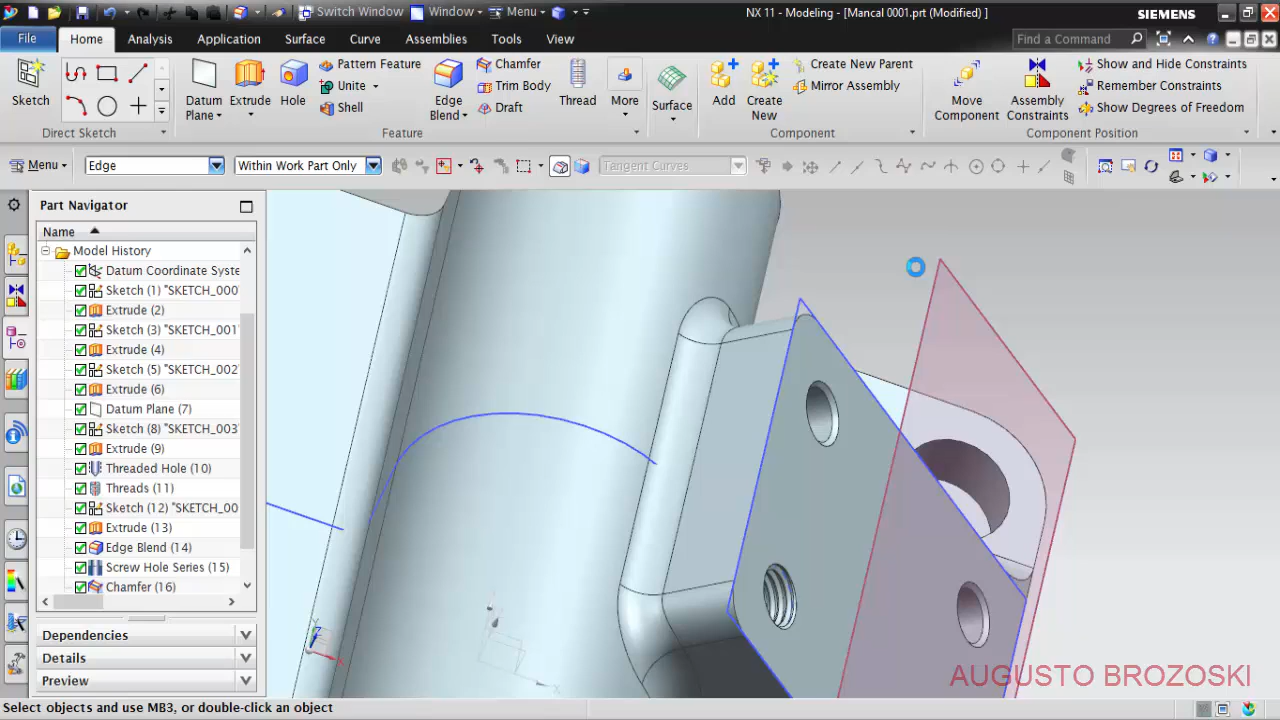 Switch Window Window Menu NX 11 - Modeling - [Mancal 0001.prt (Modified) ] SIEMENS
File Home Analysis Application Surface Curve Assemblies Tools View Find a Command
Sketch Datum Plane Extrude Hole Pattern Feature Unite Shell Edge Blend Chamfer Trim Body Draft Thread More Surface Add Create New Create New Parent Mirror Assembly Move Component Assembly Constraints Show and Hide Constraints Remember Constraints Show Degrees of Freedom
Direct Sketch Feature Component Component Position
Menu Edge Within Work Part Only Tangent Curves
Part Navigator
Name
Model History
Datum Coordinate Syste
Sketch (1) "SKETCH_000"
Extrude (2)
Sketch (3) "SKETCH_001"
Extrude (4)
Sketch (5) "SKETCH_002"
Extrude (6)
Datum Plane (7)
Sketch (8) "SKETCH_003"
Extrude (9)
Threaded Hole (10)
Threads (11)
Sketch (12) "SKETCH_00
Extrude (13)
Edge Blend (14)
Screw Hole Series (15)
Chamfer (16)
Dependencies
Details
Preview
AUGUSTO BROZOSKI
Select objects and use MB3, or double-click an object